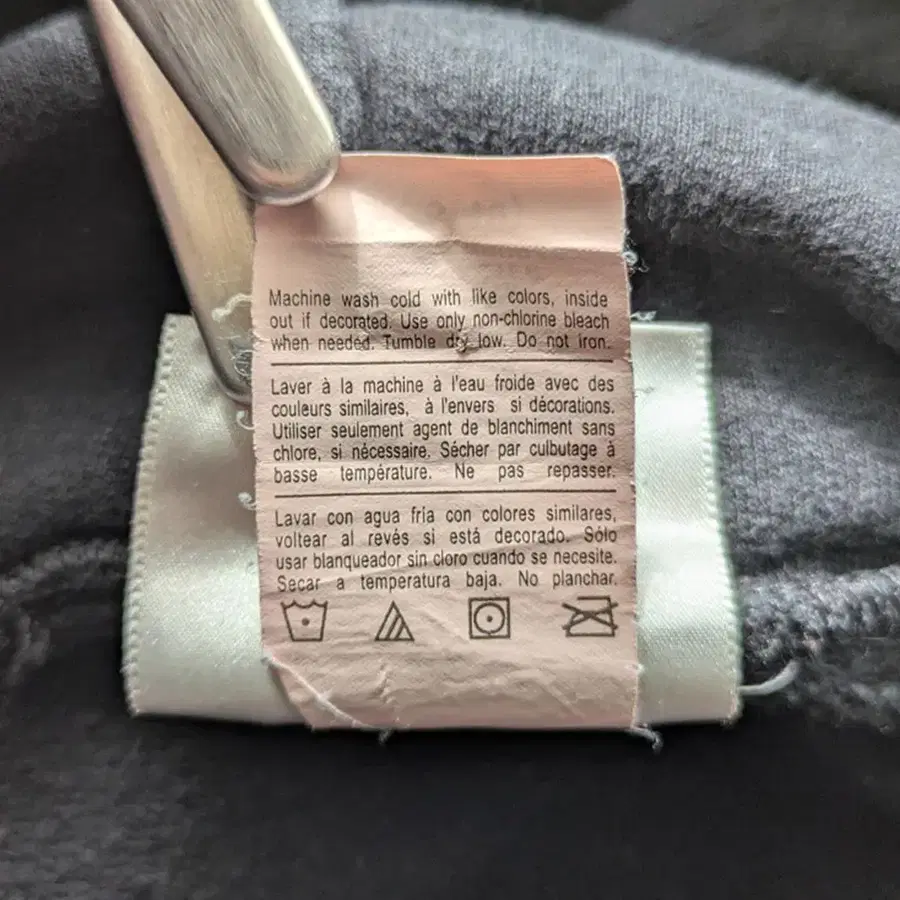 Machine wash cold with like colors, inside
out if decorated. Use only non-chlorine bleach
when needed. Tumble dry low. Do not iron.
Laver à la machine à l'eau froide avec des
couleurs similaires, à l'envers si décorations.
Utiliser seulement agent de blanchiment sans
chlore, si nécessaire. Sécher par culbutage à
basse température. Ne pas repasser.
Lavar con agua fria con colores similares,
voltear al revés si está decorado. Sólo
usar blanqueador sin cloro cuando se necesite.
Secar a temperatura baja. No planchar.